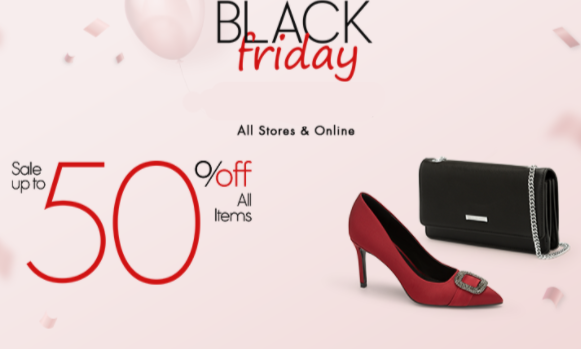 BLACK
friday
All Stores & Online
Sale
up to
50
%off
All
Items